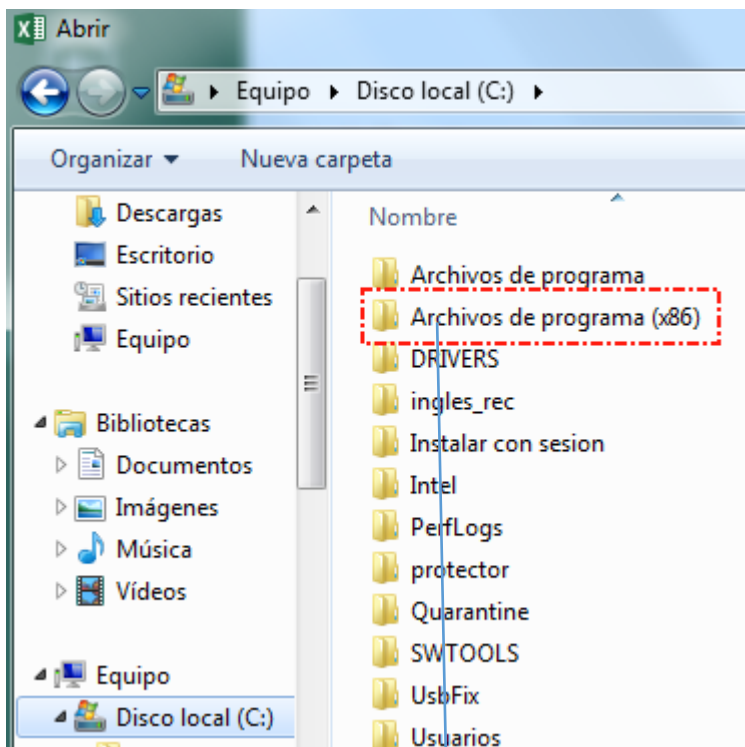 Abrir
Equipo Disco local (C:)
Organizar Nueva carpeta
Descargas
Escritorio
Sitios recientes
Equipo
Bibliotecas
Documentos
Imágenes
Música
Vídeos
Equipo
Disco local (C:)
Nombre
Archivos de programa
Archivos de programa (x86)
DRIVERS
ingles_rec
Instalar con sesion
Intel
PerfLogs
protector
Quarantine
SWTOOLS
UsbFix
Usuarios